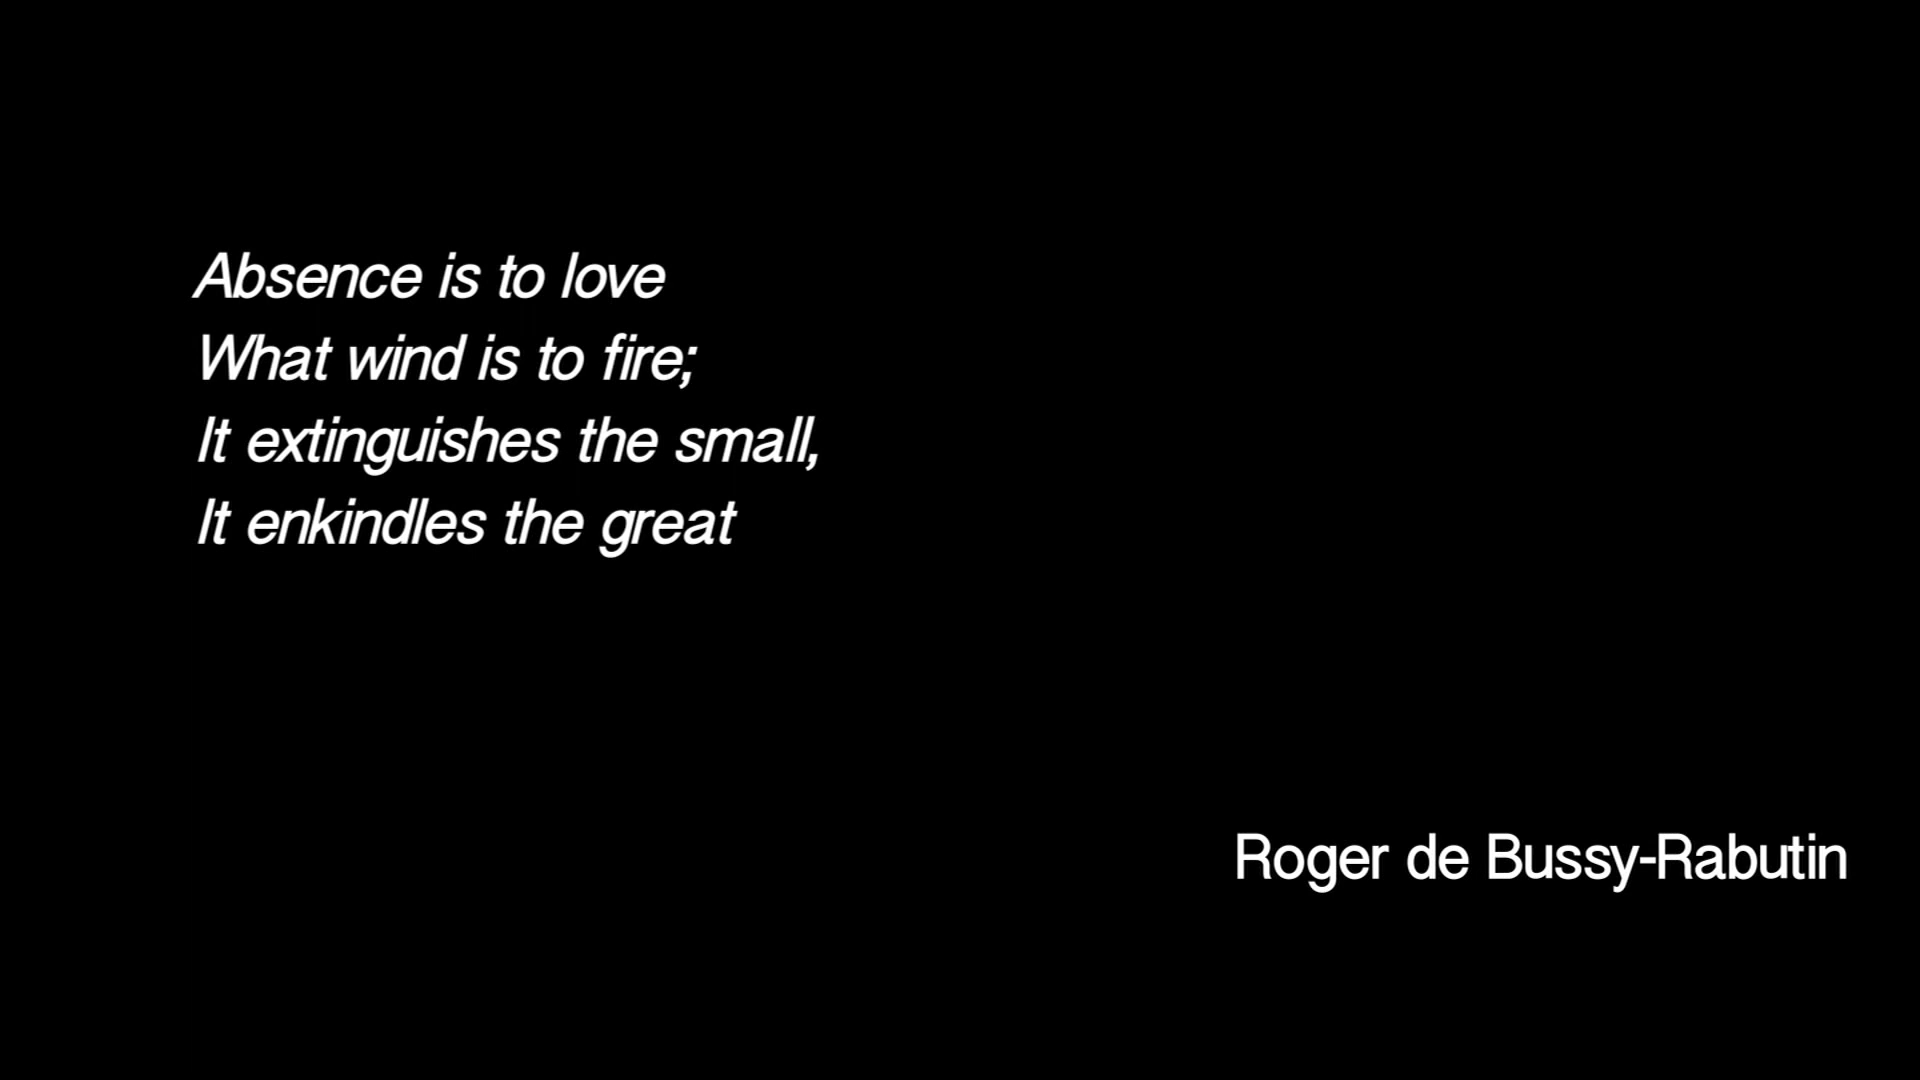 Absence is to love
What wind is to fire;
It extinguishes the small,
It enkindles the great
Roger de Bussy-Rabutin